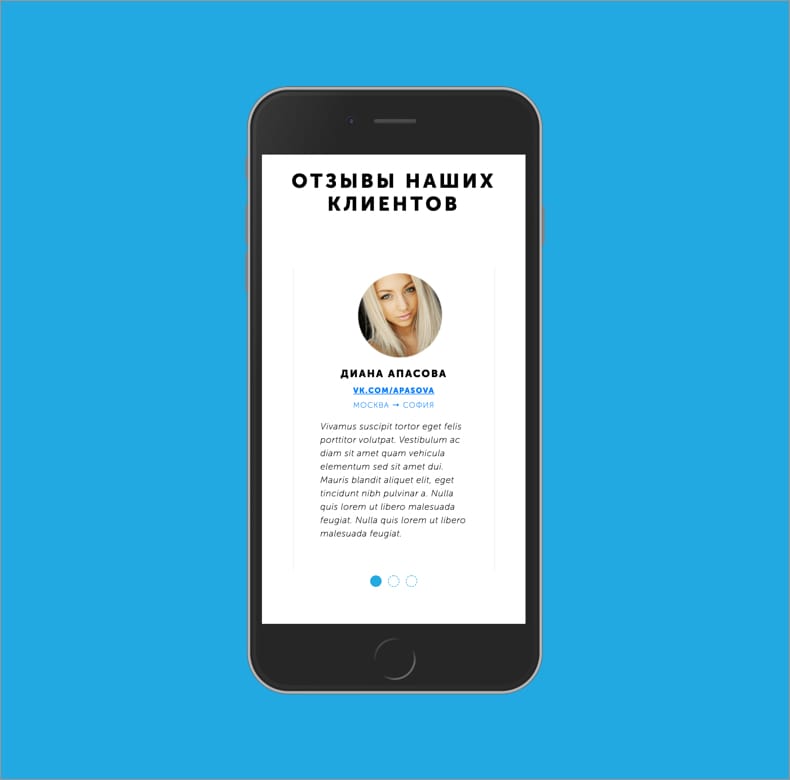 ОТЗЫВЫ НАШИХ
КЛИЕНТОВ
ДИАНА АПАСОВА
VK.COM/APASOVA
МОСКВА → СОФИЯ
Vivamus suscipit tortor eget felis
porttitor volutpat. Vestibulum ac
diam sit amet quam vehicula
elementum sed sit amet dui.
Mauris blandit aliquet elit, eget
tincidunt nibh pulvinar a. Nulla
quis lorem ut libero malesuada
feugiat. Nulla quis lorem ut libero
malesuada feugiat.